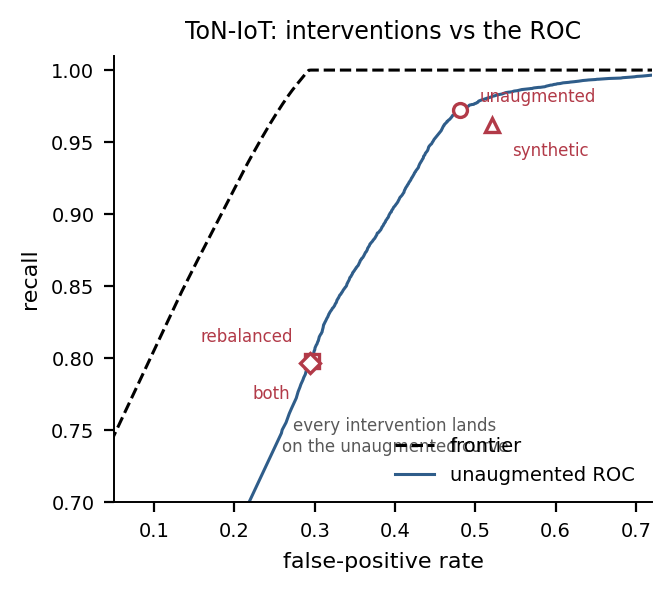 ToN-IoT: interventions vs the ROC
recall
1.00
0.95
0.90
0.85
0.80
0.75
0.70
unaugmented
synthetic
rebalanced
both
every intervention lands
on the unaugmented curve
frontier
unaugmented ROC
0.1 0.2 0.3 0.4 0.5 0.6 0.7
false-positive rate